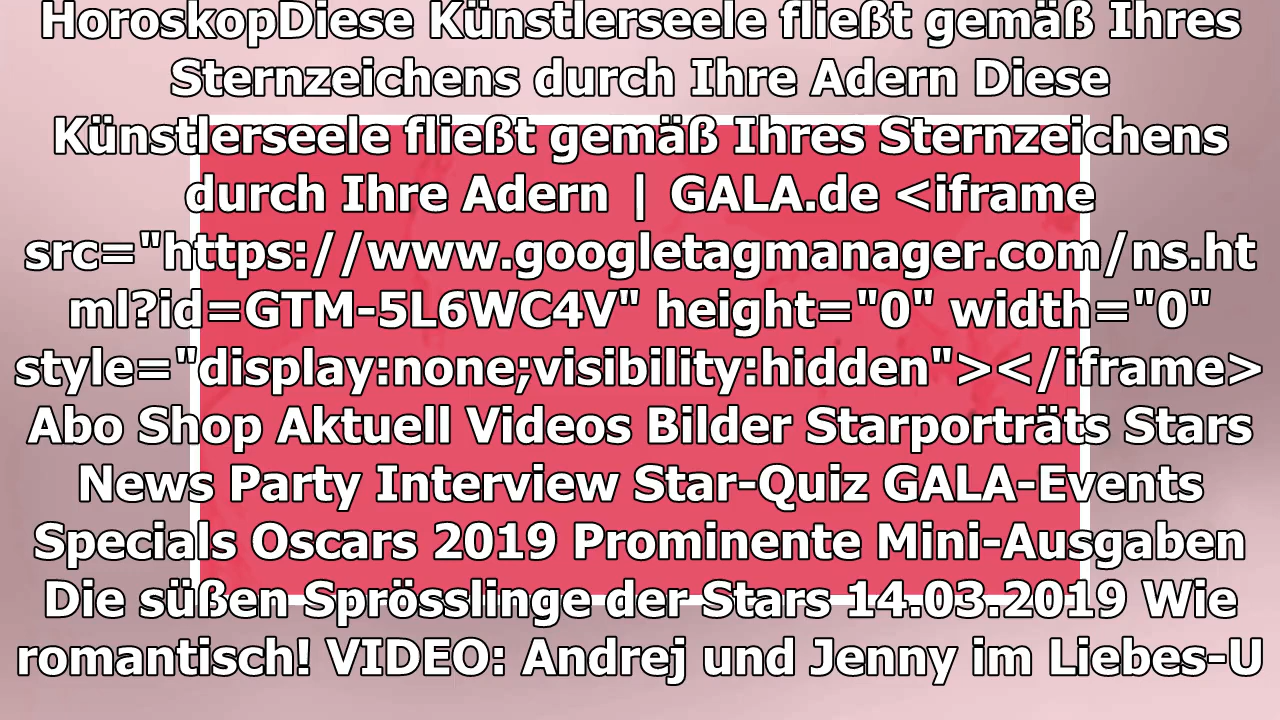 HoroskopDiese Künstlerseele fließt gemäß Ihres
Sternzeichens durch Ihre Adern Diese
Künstlerseele fließt gemäß Ihres Sternzeichens
durch Ihre Adern | GALA.de <iframe
src="https://www.googletagmanager.com/ns.ht
ml?id=GTM-5L6WC4V" height="0" width="0"
style="display:none;visibility:hidden"></iframe>
Abo Shop Aktuell Videos Bilder Starporträts Stars
News Party Interview Star-Quiz GALA-Events
Specials Oscars 2019 Prominente Mini-Ausgaben
Die süßen Sprösslinge der Stars 14.03.2019 Wie
romantisch! VIDEO: Andrej und Jenny im Liebes-U